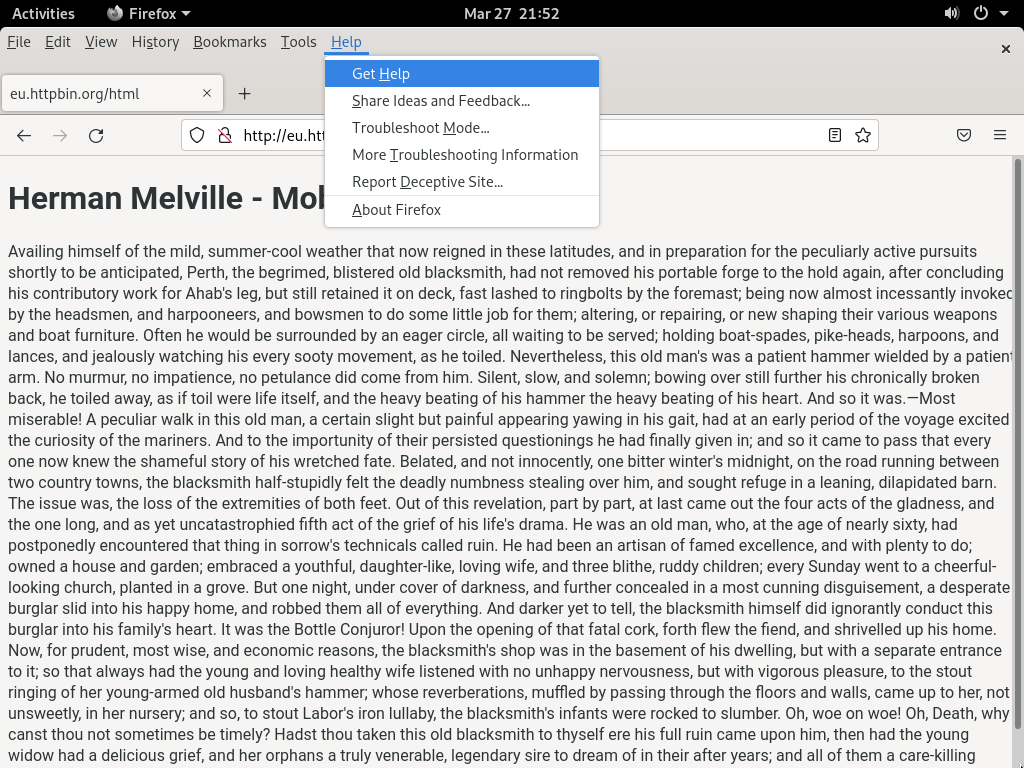 Activities Firefox Mar 27 21:52
File Edit View History Bookmarks Tools Help
eu.httpbin.org/html
Get Help
Share Ideas and Feedback...
Troubleshoot Mode...
http://eu.
More Troubleshooting Information
Report Deceptive Site...
About Firefox
Herman Melville -
Availing himself of the mild, summer-cool weather that now reigned in these latitudes, and in preparation for the peculiarly active pursuits
shortly to be anticipated, Perth, the begrimed, blistered old blacksmith, had not removed his portable forge to the hold again, after concluding
his contributory work for Ahab's leg, but still retained it on deck, fast lashed to ringbolts by the foremast; being now almost incessantly invoked
by the headsmen, and harpooneers, and bowsmen to do some little job for them; altering, or repairing, or new shaping their various weapons
and boat furniture. Often he would be surrounded by an eager circle, all waiting to be served; holding boat-spades, pike-heads, harpoons, and
lances, and jealously watching his every sooty movement, as he toiled. Nevertheless, this old man's was a patient hammer wielded by a patient
arm. No murmur, no impatience, no petulance did come from him. Silent, slow, and solemn; bowing over still further his chronically broken
back, he toiled away, as if toil were life itself, and the heavy beating of his hammer the heavy beating of his heart. And so it was.—Most
miserable! A peculiar walk in this old man, a certain slight but painful appearing yawing in his gait, had at an early period of the voyage excited
the curiosity of the mariners. And to the importunity of their persisted questionings he had finally given in; and so it came to pass that every
one now knew the shameful story of his wretched fate. Belated, and not innocently, one bitter winter's midnight, on the road running between
two country towns, the blacksmith half-stupidly felt the deadly numbness stealing over him, and sought refuge in a leaning, dilapidated barn.
The issue was, the loss of the extremities of both feet. Out of this revelation, part by part, at last came out the four acts of the gladness, and
the one long, and as yet uncatastrophied fifth act of the grief of his life's drama. He was an old man, who, at the age of nearly sixty, had
postponedly encountered that thing in sorrow's technicals called ruin. He had been an artisan of famed excellence, and with plenty to do;
owned a house and garden; embraced a youthful, daughter-like, loving wife, and three blithe, ruddy children; every Sunday went to a cheerful-
looking church, planted in a grove. But one night, under cover of darkness, and further concealed in a most cunning disguisement, a desperate
burglar slid into his happy home, and robbed them all of everything. And darker yet to tell, the blacksmith himself did ignorantly conduct this
burglar into his family's heart. It was the Bottle Conjuror! Upon the opening of that fatal cork, forth flew the fiend, and shrivelled up his home.
Now, for prudent, most wise, and economic reasons, the blacksmith's shop was in the basement of his dwelling, but with a separate entrance
to it; so that always had the young and loving healthy wife listened with no unhappy nervousness, but with vigorous pleasure, to the stout
ringing of her young-armed old husband's hammer; whose reverberations, muffled by passing through the floors and walls, came up to her, not
unsweetly, in her nursery; and so, to stout Labor's iron lullaby, the blacksmith's infants were rocked to slumber. Oh, woe on woe! Oh, Death, why
canst thou not sometimes be timely? Hadst thou taken this old blacksmith to thyself ere his full ruin came upon him, then had the young
widow had a delicious grief, and her orphans a truly venerable, legendary sire to dream of in their after years; and all of them a care-killing